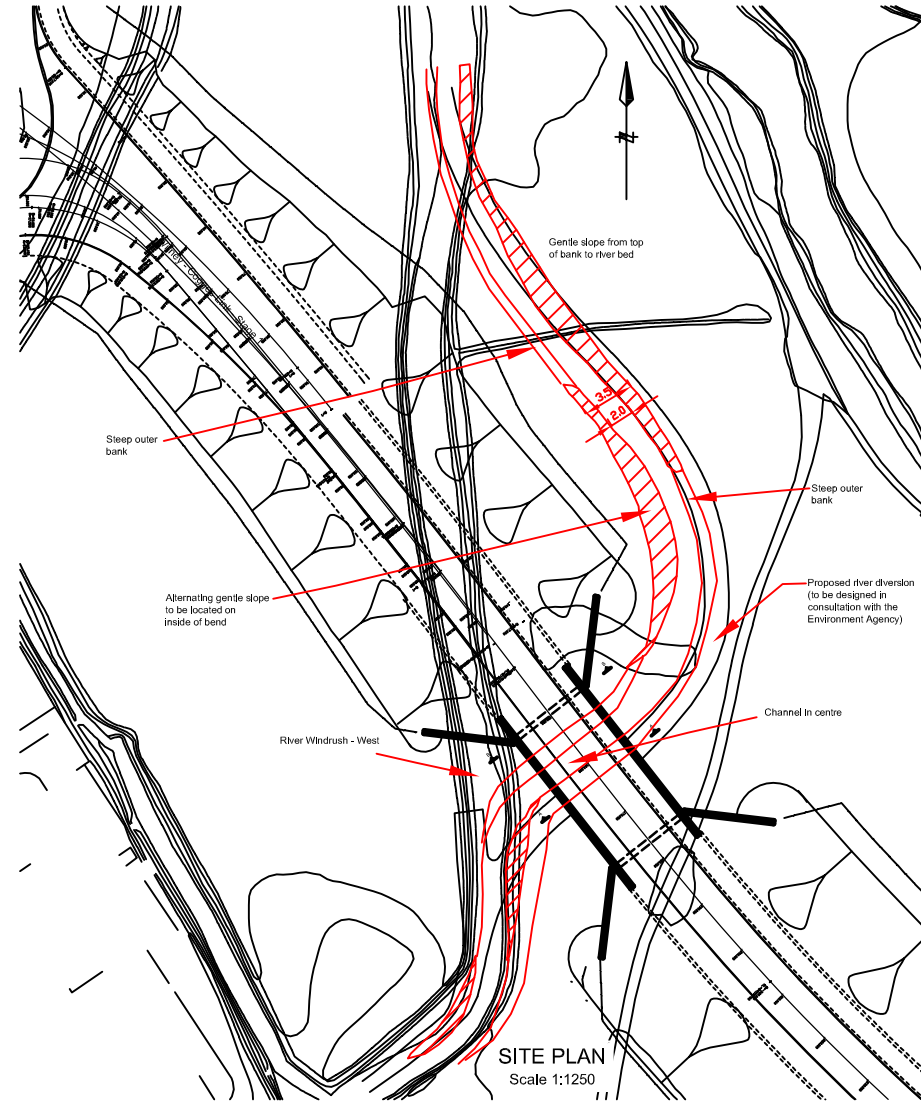 Gentle slope from top
of bank to river bed
3.5
2.0
Steep outer
bank
Steep outer
bank
Alternating gentle slope
to be located on
inside of bend
Proposed river diversion
(to be designed in
consultation with the
Environment Agency)
Channel in centre
River Windrush - West
SITE PLAN
Scale 1:1250